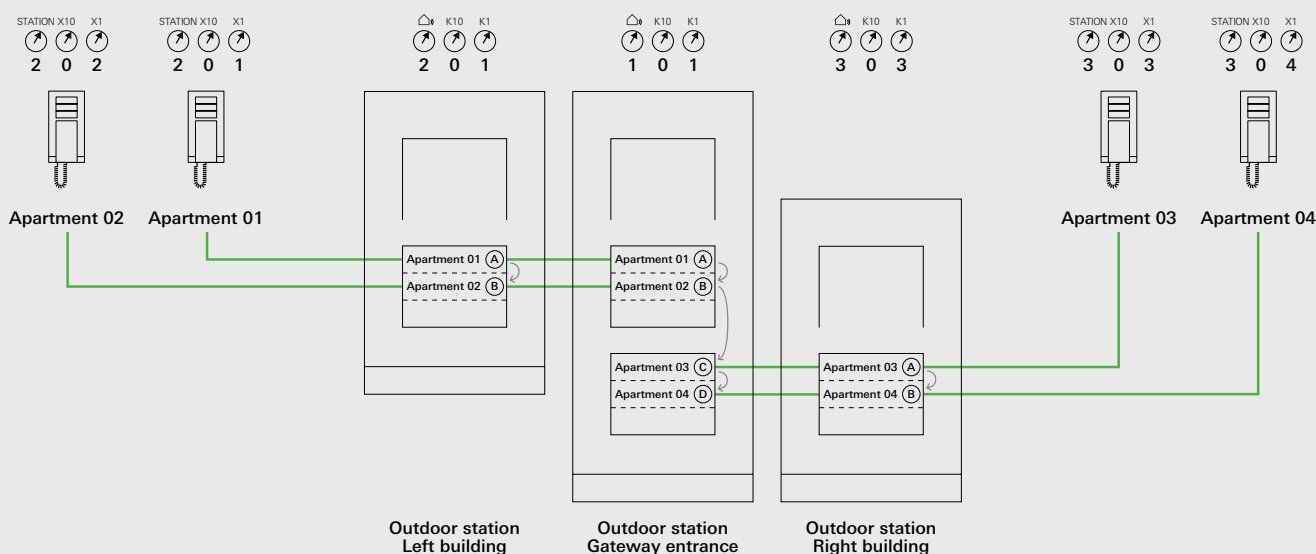 STATION X10 X1
2 0 2
STATION X10 X1
2 0 1
K10 K1
2 0 1
K10 K1
1 0 1
K10 K1
3 0 3
STATION X10 X1
3 0 3
STATION X10 X1
3 0 4
Apartment 02
Apartment 01
Apartment 03
Apartment 04
Apartment 01 A
Apartment 02 B
Apartment 01 A
Apartment 02 B
Apartment 03 C
Apartment 04 D
Apartment 03 A
Apartment 04 B
Outdoor station
Left building
Outdoor station
Gateway entrance
Outdoor station
Right building